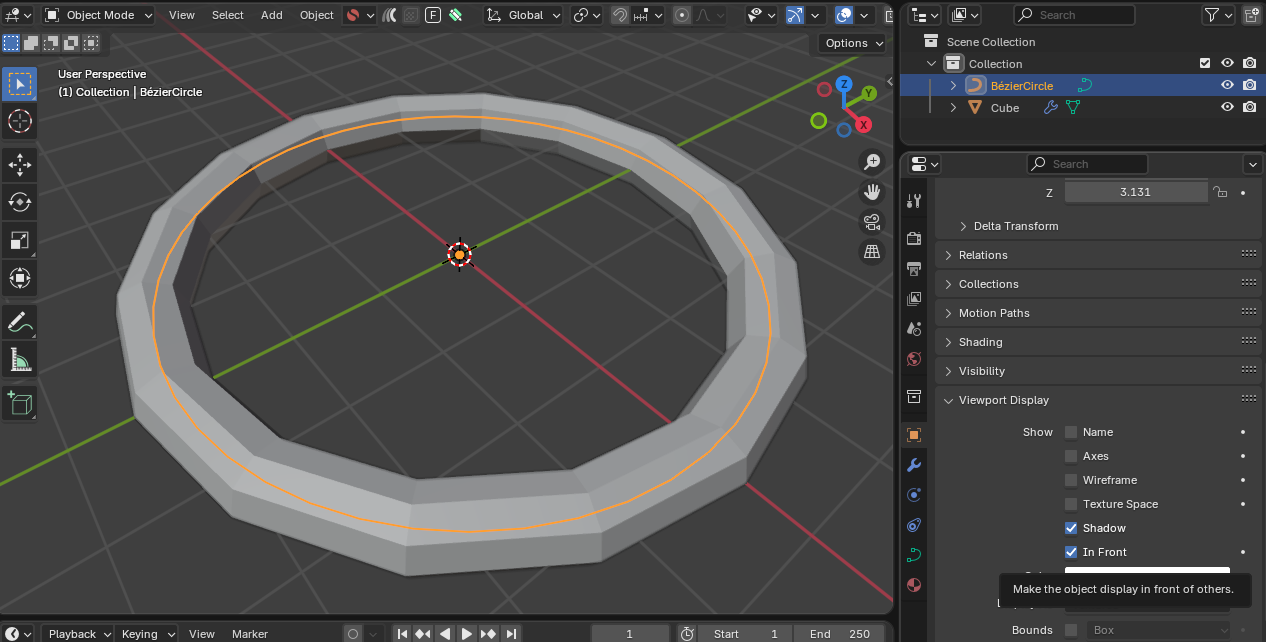 Object Mode View Select Add Object F Global Search
Options
User Perspective
(1) Collection | BézierCircle
Z
Y
X
Scene Collection
Collection
BézierCircle
Cube
Search
Z 3.131
Delta Transform
Relations
Collections
Motion Paths
Shading
Visibility
Viewport Display
Show Name
Axes
Wireframe
Texture Space
Shadow
In Front
Make the object display in front of others.
Bounds Box
Playback Keying View Marker 1 Start 1 End 250